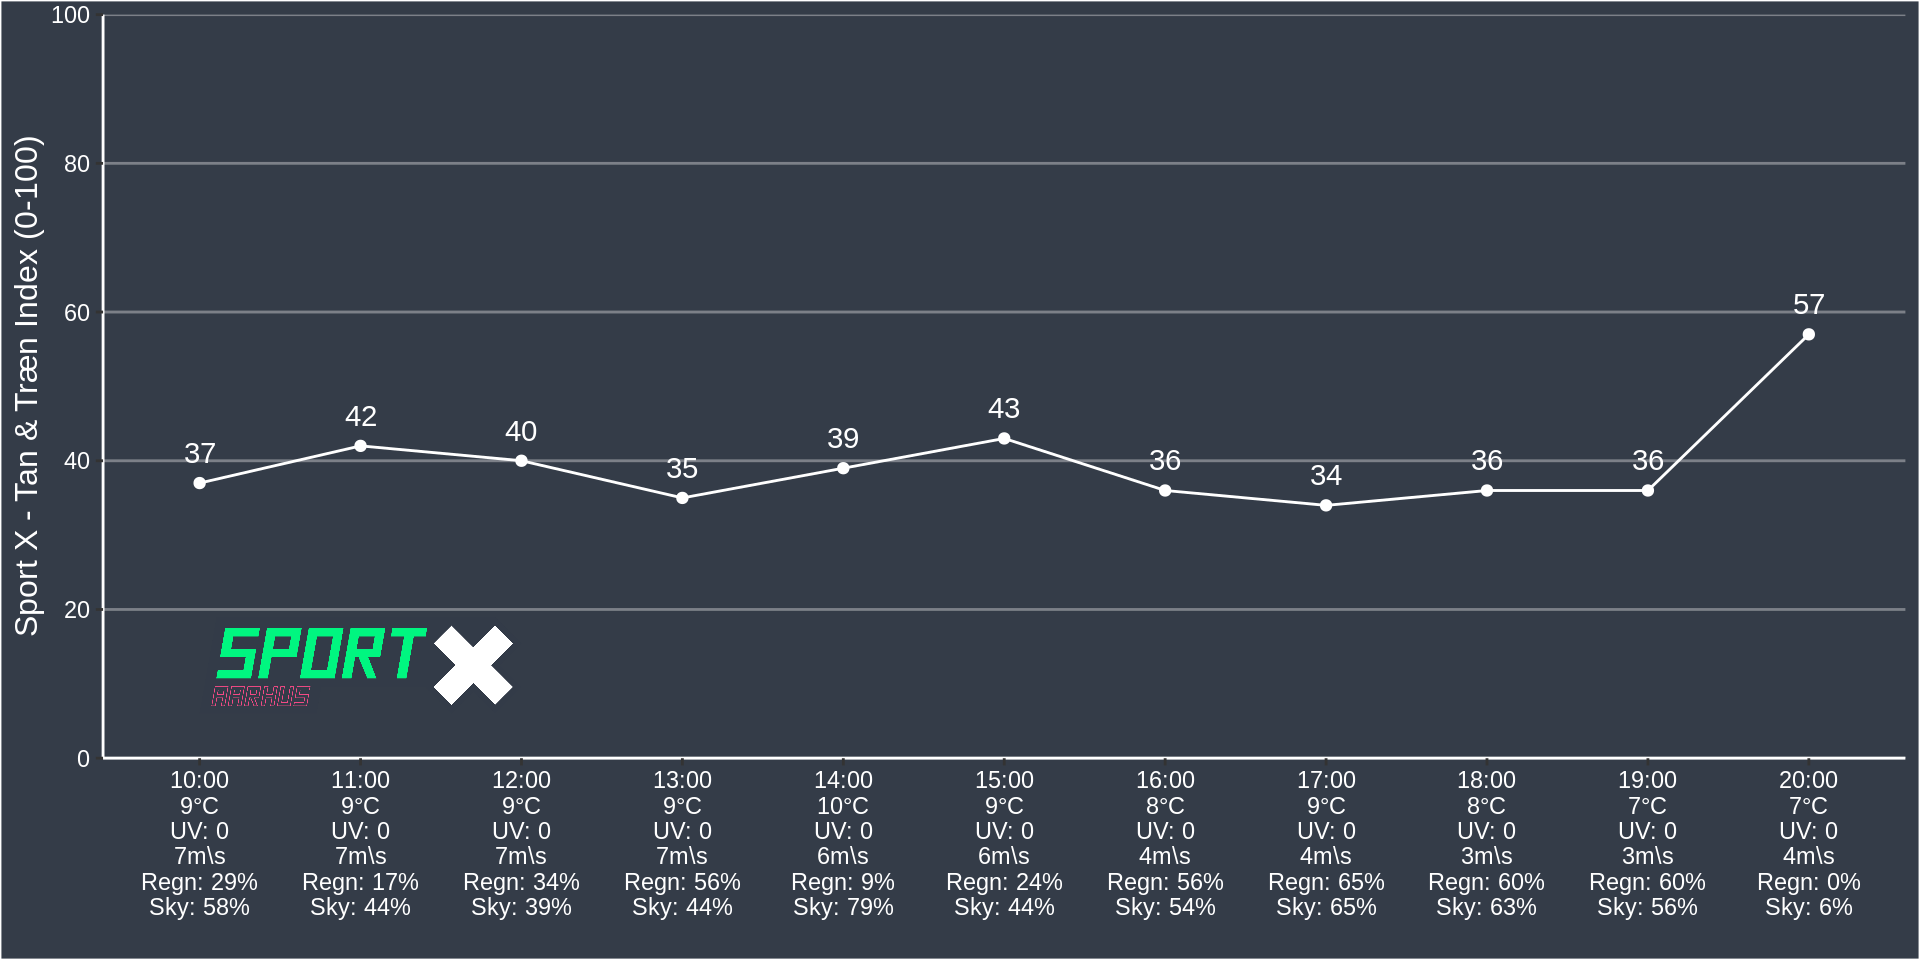 Sport X - Tan & Træn Index (0-100)
100
80
60
40
20
0
37
42
40
35
39
43
36
34
36
36
57
SPORT X
AARHUS
10:00 11:00 12:00 13:00 14:00 15:00 16:00 17:00 18:00 19:00 20:00
9°C 9°C 9°C 9°C 10°C 9°C 8°C 9°C 8°C 7°C 7°C
UV: 0 UV: 0 UV: 0 UV: 0 UV: 0 UV: 0 UV: 0 UV: 0 UV: 0 UV: 0 UV: 0
7m\s 7m\s 7m\s 7m\s 6m\s 6m\s 4m\s 4m\s 3m\s 3m\s 4m\s
Regn: 29% Regn: 17% Regn: 34% Regn: 56% Regn: 9% Regn: 24% Regn: 56% Regn: 65% Regn: 60% Regn: 60% Regn: 0%
Sky: 58% Sky: 44% Sky: 39% Sky: 44% Sky: 79% Sky: 44% Sky: 54% Sky: 65% Sky: 63% Sky: 56% Sky: 6%